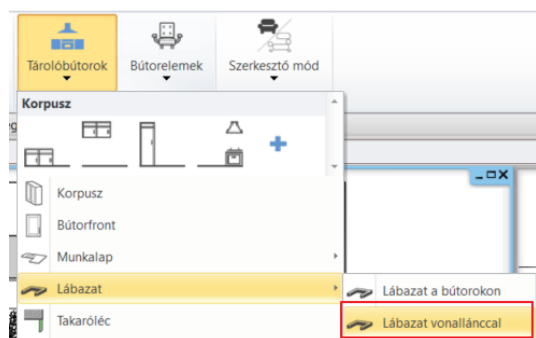 Tárolóbútorok
Bútorelemek
Szerkesztő mód
Korpusz
Korpusz
Bútorfront
Munkalap
Lábazat
Lábazat a bútorokon
Takaróléc
Lábazat vonallánccal